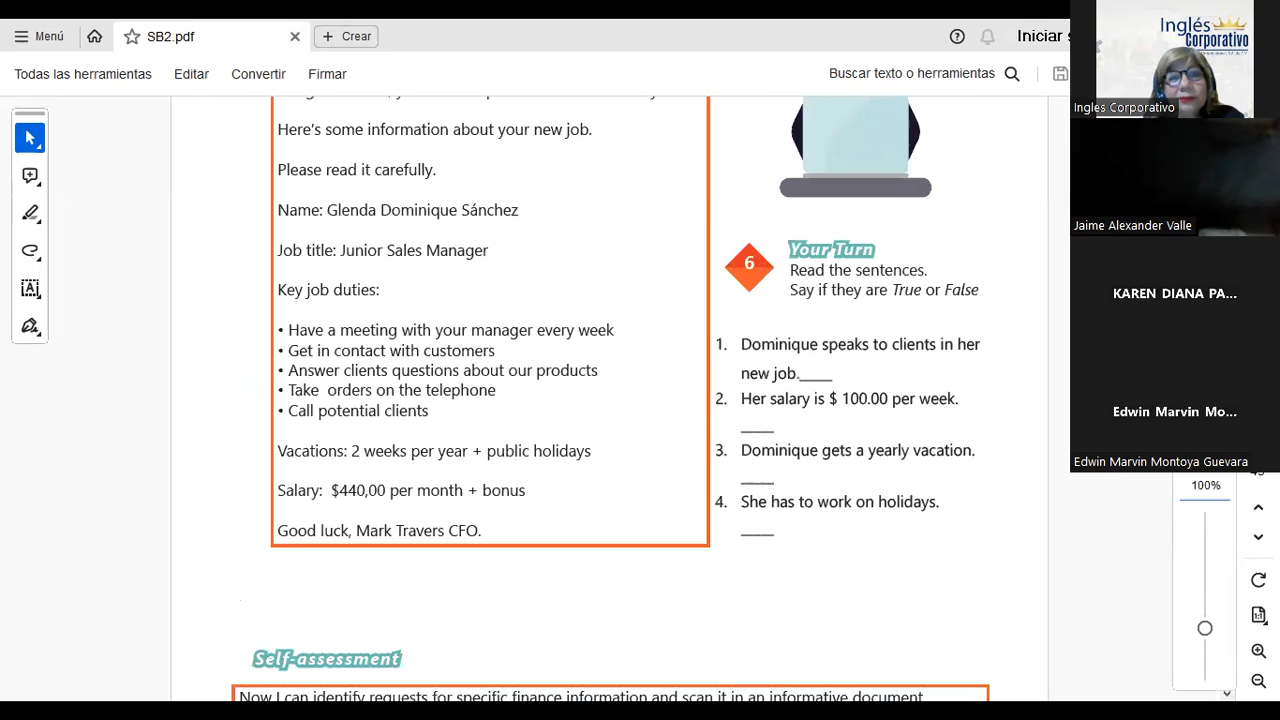 Menú
SB2.pdf
Crear
Iniciar
Todas las herramientas
Editar
Convertir
Firmar
Buscar texto o herramientas
Here's some information about your new job.
Please read it carefully.
Name: Glenda Dominique Sánchez
Job title: Junior Sales Manager
Key job duties:
• Have a meeting with your manager every week
• Get in contact with customers
• Answer clients questions about our products
• Take orders on the telephone
• Call potential clients
Vacations: 2 weeks per year + public holidays
Salary: $440,00 per month + bonus
Good luck, Mark Travers CFO.
6
Your Turn
Read the sentences.
Say if they are True or False
1. Dominique speaks to clients in her
new job.____
2. Her salary is $ 100.00 per week.
____
3. Dominique gets a yearly vacation.
____
4. She has to work on holidays.
____
Self-assessment
Now I can identify requests for specific finance information and scan it in an informative document
Inglés
Corporativo
Ingles Corporativo
Jaime Alexander Valle
KAREN DIANA PA...
Edwin Marvin Mo...
Edwin Marvin Montoya Guevara
100%